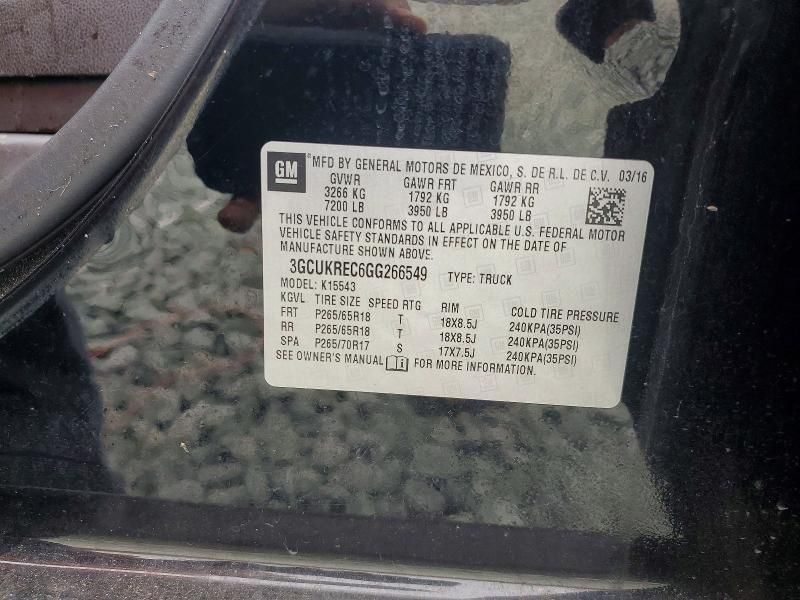 GM ® MFD BY GENERAL MOTORS DE MEXICO, S. DE R.L. DE C.V. 03/16
GVWR GAWR FRT GAWR RR
3266 KG 1792 KG 1792 KG
7200 LB 3950 LB 3950 LB
THIS VEHICLE CONFORMS TO ALL APPLICABLE U.S. FEDERAL MOTOR
VEHICLE SAFETY STANDARDS IN EFFECT ON THE DATE OF
MANUFACTURE SHOWN ABOVE.
3GCUKREC6GG266549 TYPE: TRUCK
MODEL: K15543
KGVL TIRE SIZE SPEED RTG RIM COLD TIRE PRESSURE
FRT P265/65R18 T 18X8.5J 240KPA(35PSI)
RR P265/65R18 T 18X8.5J 240KPA(35PSI)
SPA P265/70R17 S 17X7.5J 240KPA(35PSI)
SEE OWNER'S MANUAL i FOR MORE INFORMATION.